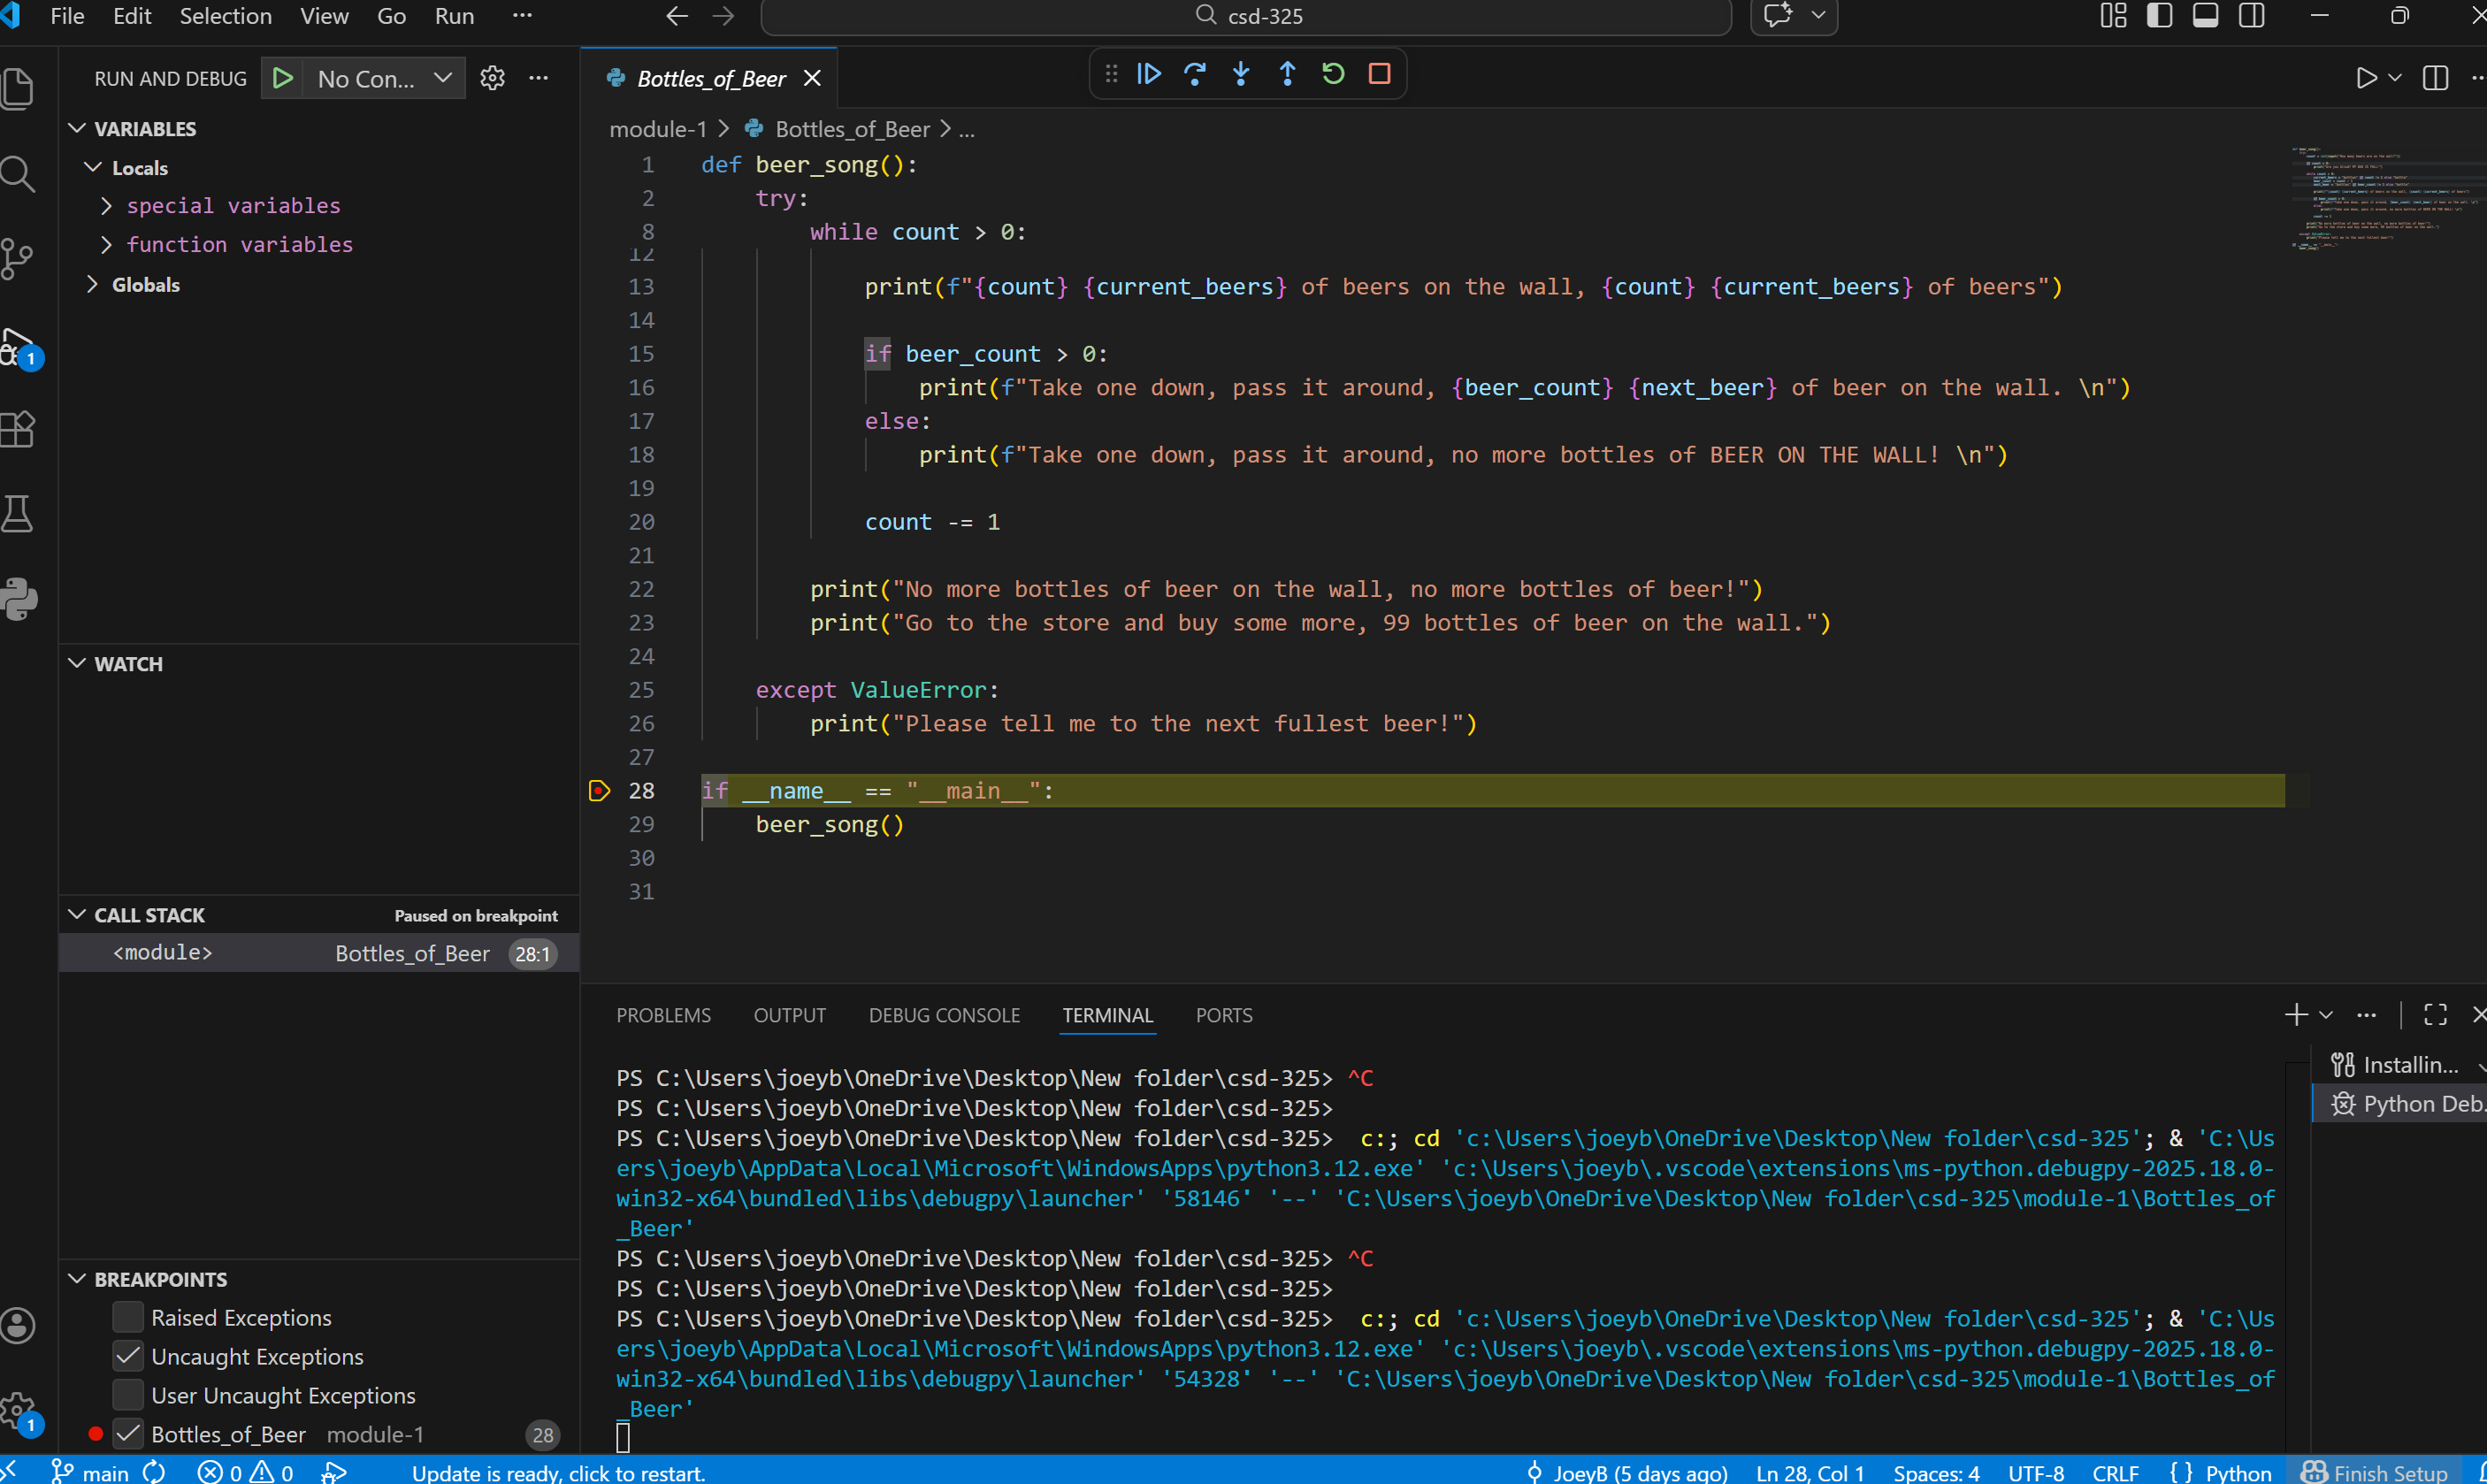 File Edit Selection View Go Run ···
csd-325
RUN AND DEBUG No Con...
VARIABLES
Locals
special variables
function variables
Globals
WATCH
CALL STACK Paused on breakpoint
<module> Bottles_of_Beer 28:1
BREAKPOINTS
Raised Exceptions
Uncaught Exceptions
User Uncaught Exceptions
Bottles_of_Beer module-1 28
Bottles_of_Beer
module-1 > Bottles_of_Beer > ...
1 def beer_song():
2 try:
8 while count > 0:
12
13 print(f"{count} {current_beers} of beers on the wall, {count} {current_beers} of beers")
14
15 if beer_count > 0:
16 print(f"Take one down, pass it around, {beer_count} {next_beer} of beer on the wall. \n")
17 else:
18 print(f"Take one down, pass it around, no more bottles of BEER ON THE WALL! \n")
19
20 count -= 1
21
22 print("No more bottles of beer on the wall, no more bottles of beer!")
23 print("Go to the store and buy some more, 99 bottles of beer on the wall.")
24
25 except ValueError:
26 print("Please tell me to the next fullest beer!")
27
28 if __name__ == "__main__":
29 beer_song()
30
31
PROBLEMS OUTPUT DEBUG CONSOLE TERMINAL PORTS
PS C:\Users\joeyb\OneDrive\Desktop\New folder\csd-325> ^C
PS C:\Users\joeyb\OneDrive\Desktop\New folder\csd-325>
PS C:\Users\joeyb\OneDrive\Desktop\New folder\csd-325> c:; cd 'c:\Users\joeyb\OneDrive\Desktop\New folder\csd-325'; & 'C:\Us
ers\joeyb\AppData\Local\Microsoft\WindowsApps\python3.12.exe' 'c:\Users\joeyb\.vscode\extensions\ms-python.debugpy-2025.18.0-
win32-x64\bundled\libs\debugpy\launcher' '58146' '--' 'C:\Users\joeyb\OneDrive\Desktop\New folder\csd-325\module-1\Bottles_of
_Beer'
PS C:\Users\joeyb\OneDrive\Desktop\New folder\csd-325> ^C
PS C:\Users\joeyb\OneDrive\Desktop\New folder\csd-325>
PS C:\Users\joeyb\OneDrive\Desktop\New folder\csd-325> c:; cd 'c:\Users\joeyb\OneDrive\Desktop\New folder\csd-325'; & 'C:\Us
ers\joeyb\AppData\Local\Microsoft\WindowsApps\python3.12.exe' 'c:\Users\joeyb\.vscode\extensions\ms-python.debugpy-2025.18.0-
win32-x64\bundled\libs\debugpy\launcher' '54328' '--' 'C:\Users\joeyb\OneDrive\Desktop\New folder\csd-325\module-1\Bottles_of
_Beer'
Installin...
Python Deb...
1
1
main 0 0 Update is ready, click to restart. JoeyB (5 days ago) Ln 28, Col 1 Spaces: 4 UTF-8 CRLF { } Python Finish Setup